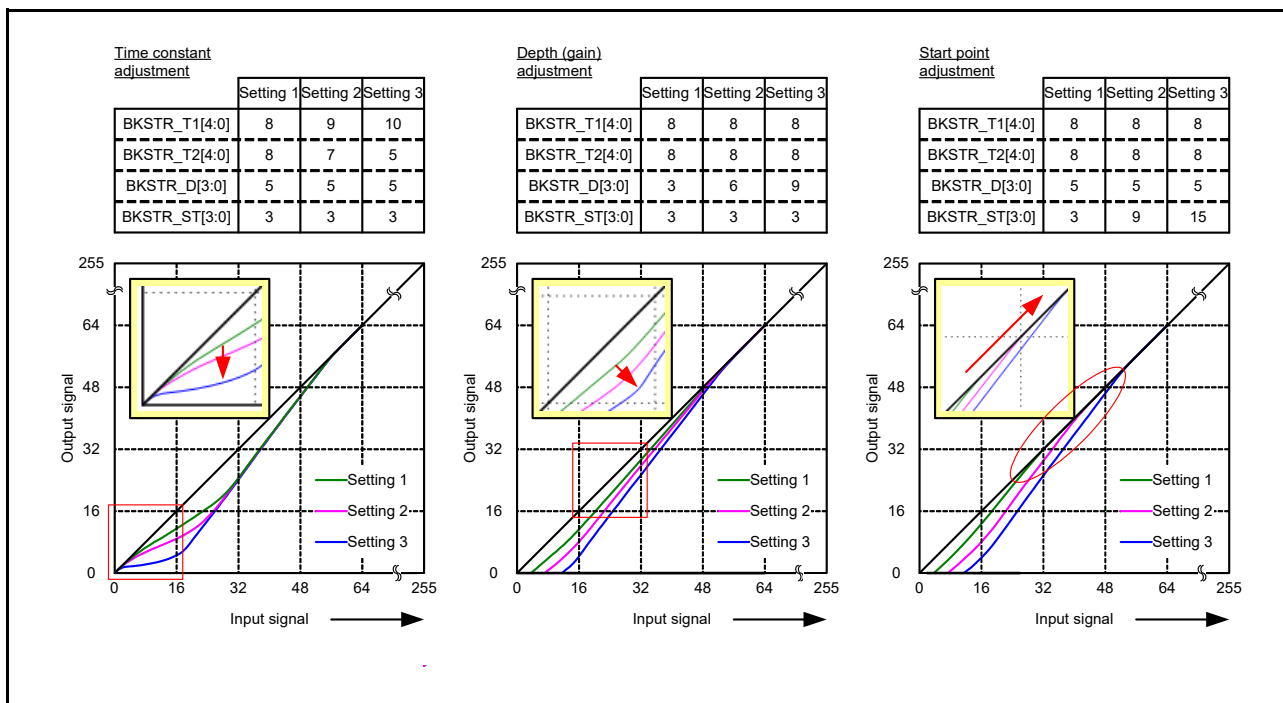 Time constant
adjustment
Setting 1 Setting 2 Setting 3
BKSTR_T1[4:0] 8 9 10
BKSTR_T2[4:0] 8 7 5
BKSTR_D[3:0] 5 5 5
BKSTR_ST[3:0] 3 3 3
255
64
48
32
16
0
Output signal
Setting 1
Setting 2
Setting 3
0 16 32 48 64 255
Input signal
Depth (gain)
adjustment
Setting 1 Setting 2 Setting 3
BKSTR_T1[4:0] 8 8 8
BKSTR_T2[4:0] 8 8 8
BKSTR_D[3:0] 3 6 9
BKSTR_ST[3:0] 3 3 3
255
64
48
32
16
0
Output signal
Setting 1
Setting 2
Setting 3
0 16 32 48 64 255
Input signal
Start point
adjustment
Setting 1 Setting 2 Setting 3
BKSTR_T1[4:0] 8 8 8
BKSTR_T2[4:0] 8 8 8
BKSTR_D[3:0] 5 5 5
BKSTR_ST[3:0] 3 9 15
255
64
48
32
16
0
Output signal
Setting 1
Setting 2
Setting 3
0 16 32 48 64 255
Input signal